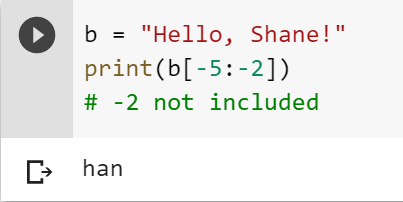 b = "Hello, Shane!"
print(b[-5:-2])
# -2 not included
han